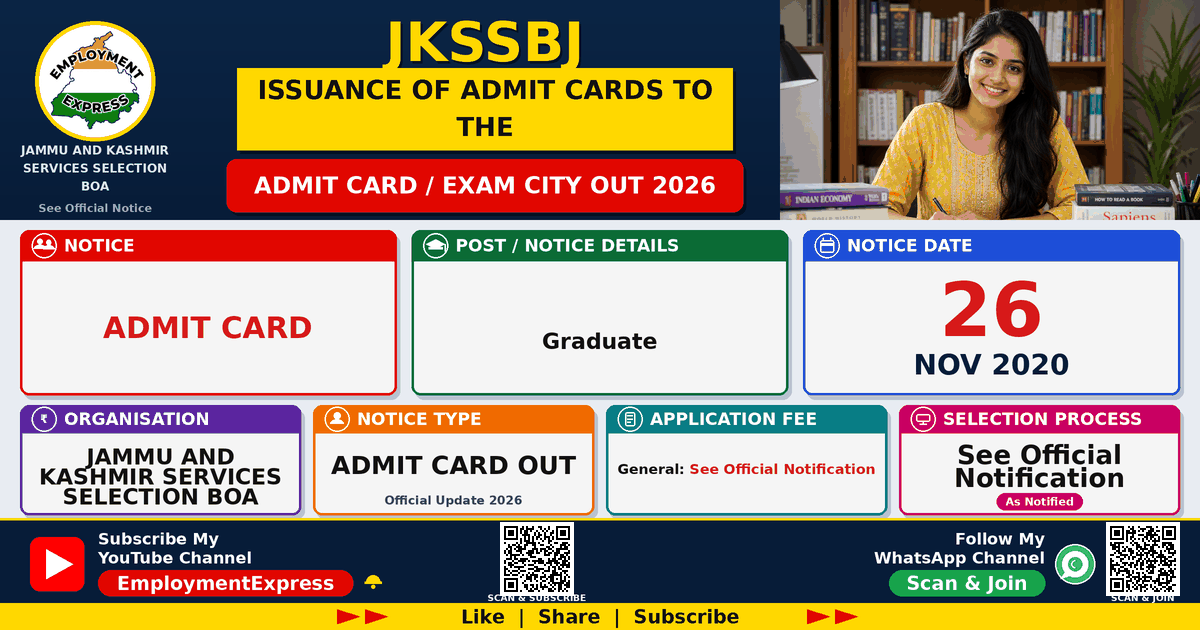 EMPLOYMENT
EXPRESS
JAMMU AND KASHMIR
SERVICES SELECTION
BOA
See Official Notice
JKSSBJ
ISSUANCE OF ADMIT CARDS TO
THE
ADMIT CARD / EXAM CITY OUT 2026
INDIAN ECONOMY
WORLD HISTORY
HOW TO READ A BOOK
Sapiens
NOTICE
ADMIT CARD
POST / NOTICE DETAILS
Graduate
NOTICE DATE
26
NOV 2020
₹ ORGANISATION
JAMMU AND
KASHMIR SERVICES
SELECTION BOA
NOTICE TYPE
ADMIT CARD OUT
Official Update 2026
APPLICATION FEE
General: See Official Notification
SELECTION PROCESS
See Official
Notification
As Notified
Subscribe My
YouTube Channel
EmploymentExpress
SCAN & SUBSCRIBE
Follow My
WhatsApp Channel
Scan & Join
SCAN & JOIN
Like | Share | Subscribe